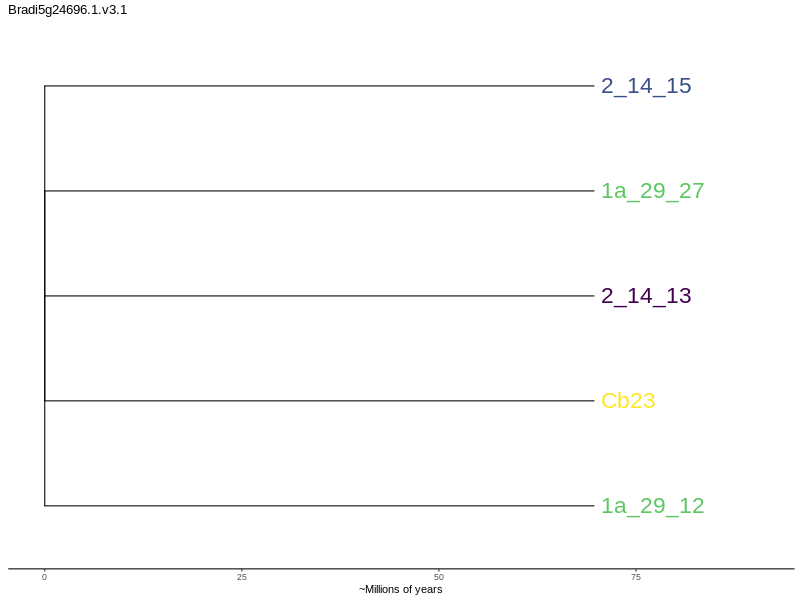 Bradi5g24696.1.v3.1
2_14_15
1a_29_27
2_14_13
Cb23
1a_29_12
0 25 50 75
~Millions of years